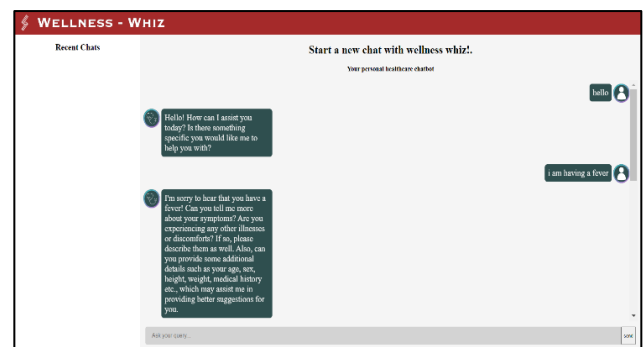 WELLNESS - WHIZ
Recent Chats
Start a new chat with wellness whiz!.
Your personal healthcare chatbot
hello
Hello! How can I assist you
today? Is there something
specific you would like me to
help you with?
i am having a fever
I'm sorry to hear that you have a
fever! Can you tell me more
about your symptoms? Are you
experiencing any other illnesses
or discomforts? If so, please
describe them as well. Also, can
you provide some additional
details such as your age, sex,
height, weight, medical history
etc., which may assist me in
providing better suggestions for
you.
Ask your query...
send